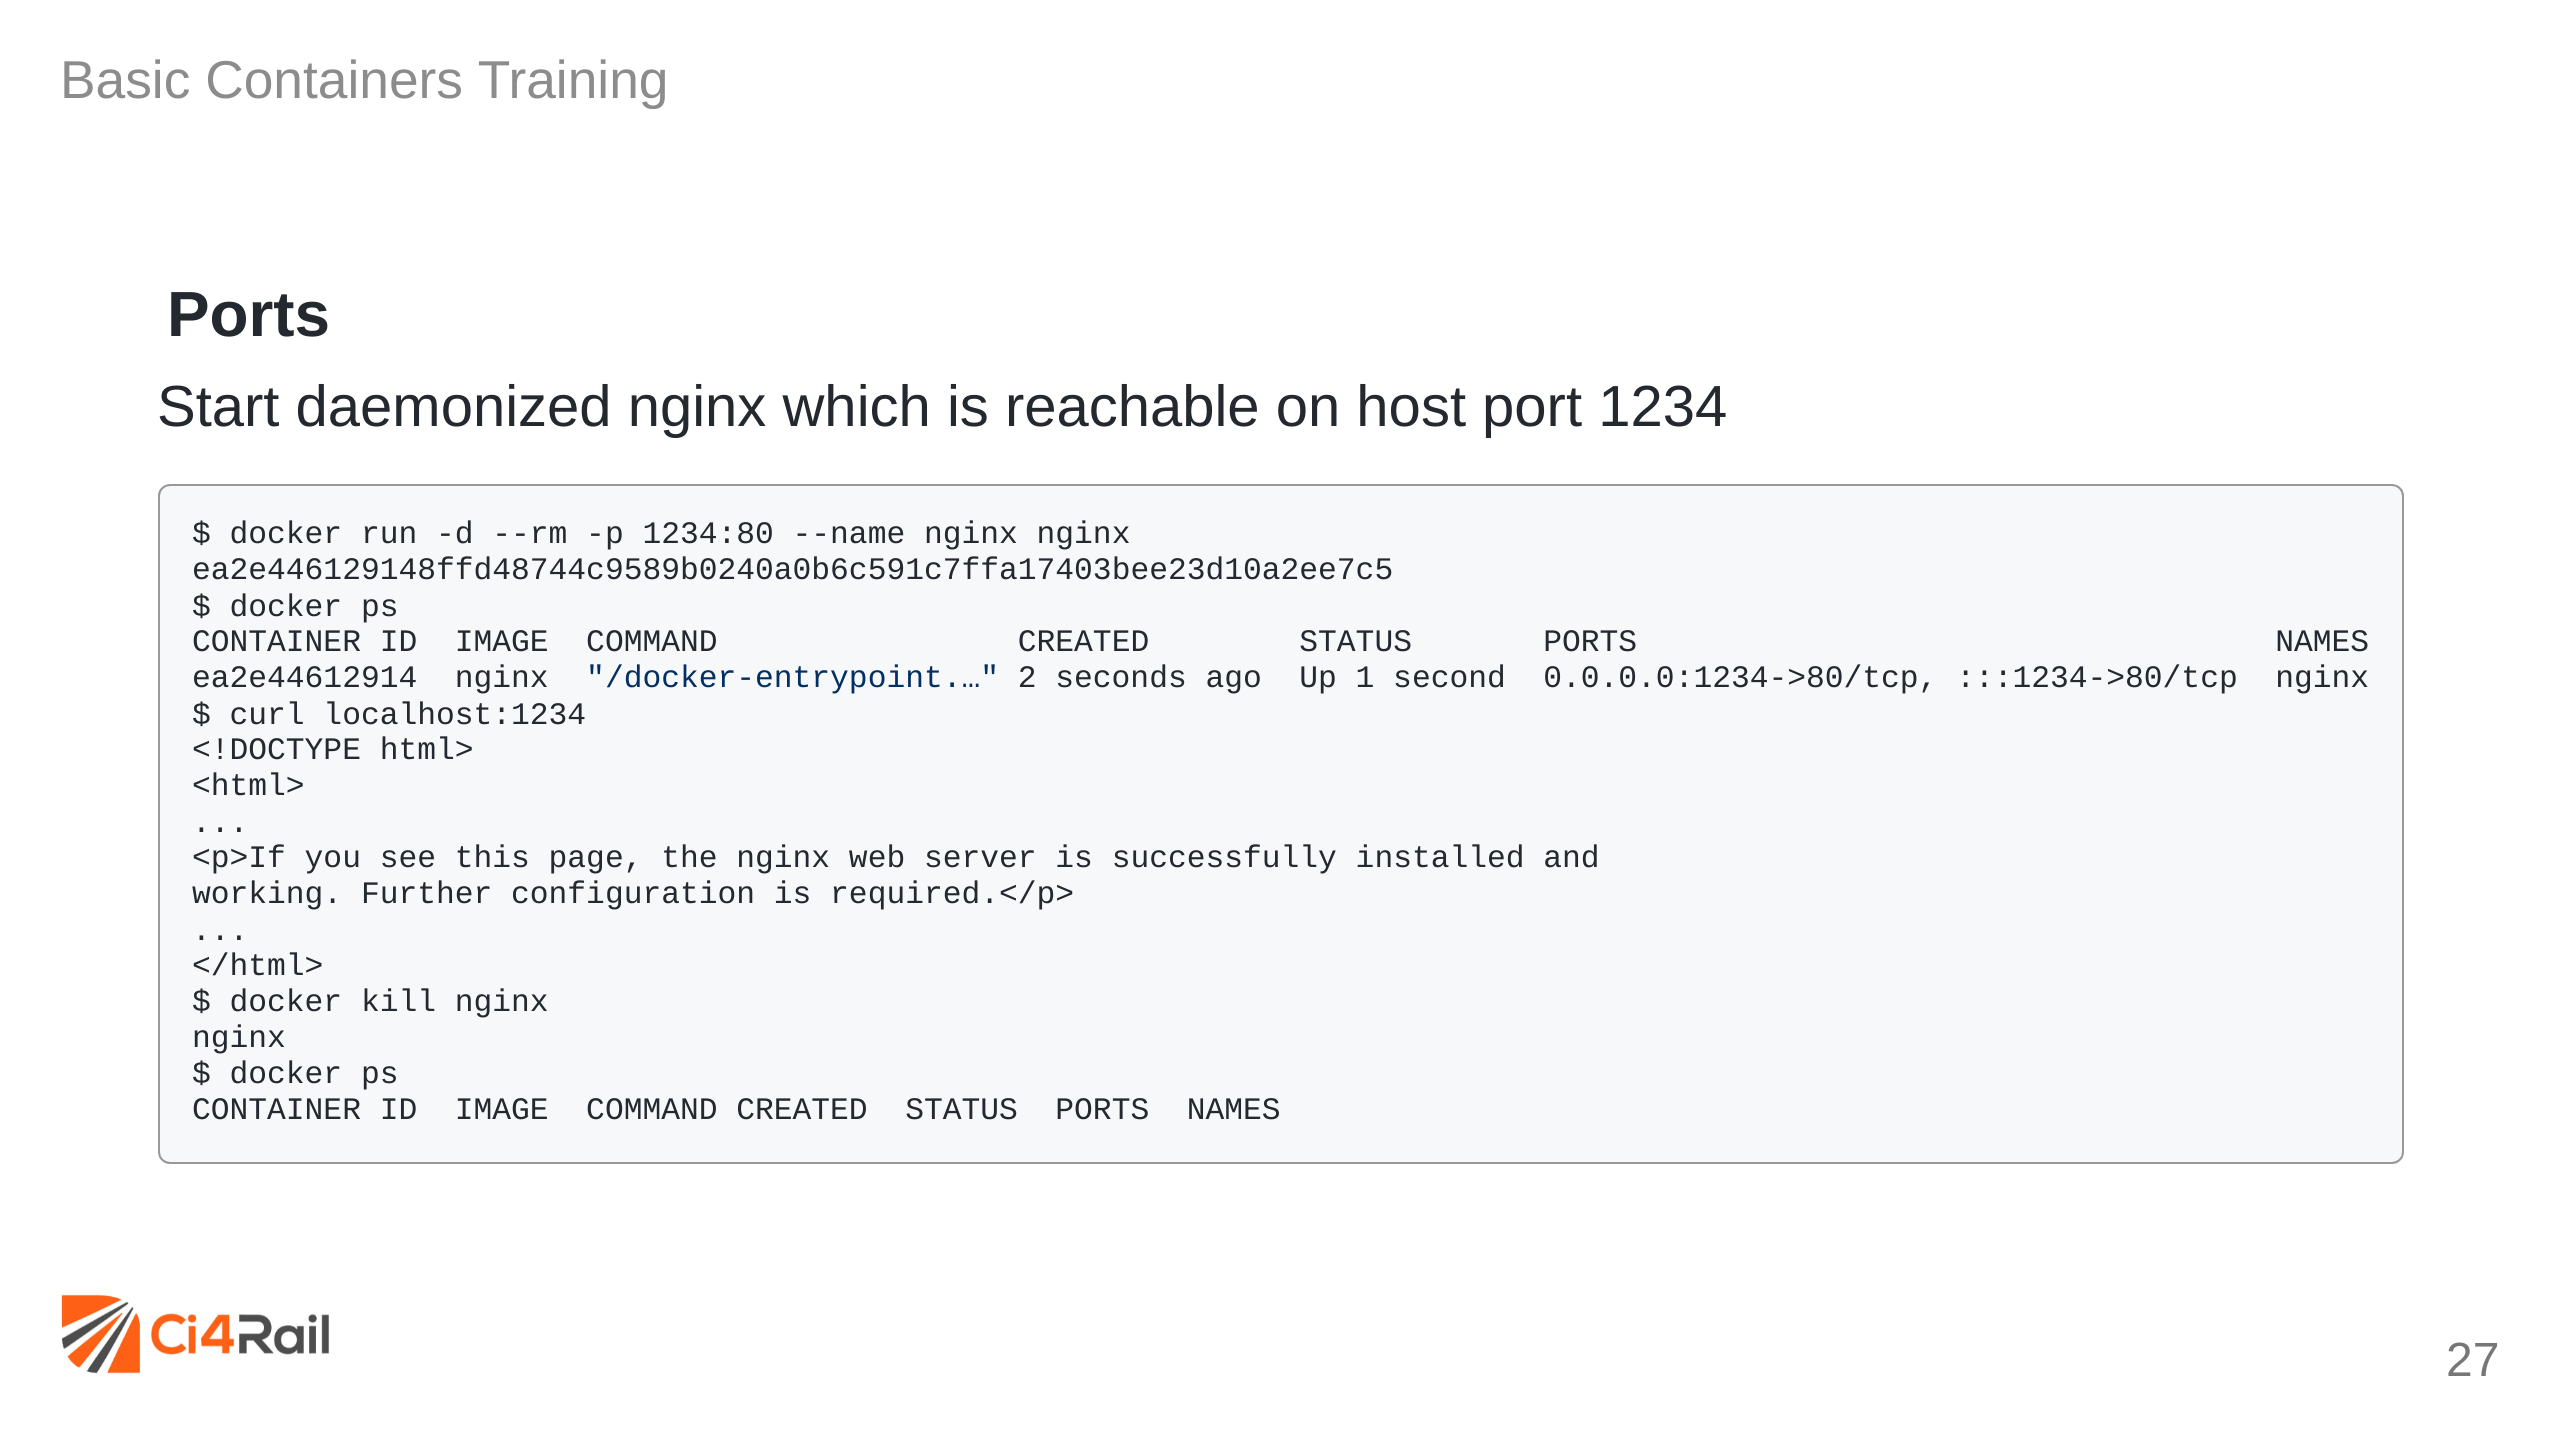 Basic Containers Training
Ports
Start daemonized nginx which is reachable on host port 1234
$ docker run -d --rm -p 1234:80 --name nginx nginx
ea2e446129148ffd48744c9589b0240a0b6c591c7ffa17403bee23d10a2ee7c5
$ docker ps
CONTAINER ID  IMAGE  COMMAND                CREATED        STATUS       PORTS                                  NAMES
ea2e44612914  nginx  "/docker-entrypoint.…" 2 seconds ago  Up 1 second  0.0.0.0:1234->80/tcp, :::1234->80/tcp  nginx
$ curl localhost:1234
<!DOCTYPE html>
<html>
...
<p>If you see this page, the nginx web server is successfully installed and
working. Further configuration is required.</p>
...
</html>
$ docker kill nginx
nginx
$ docker ps
CONTAINER ID  IMAGE  COMMAND CREATED  STATUS  PORTS  NAMES
Ci4Rail
27